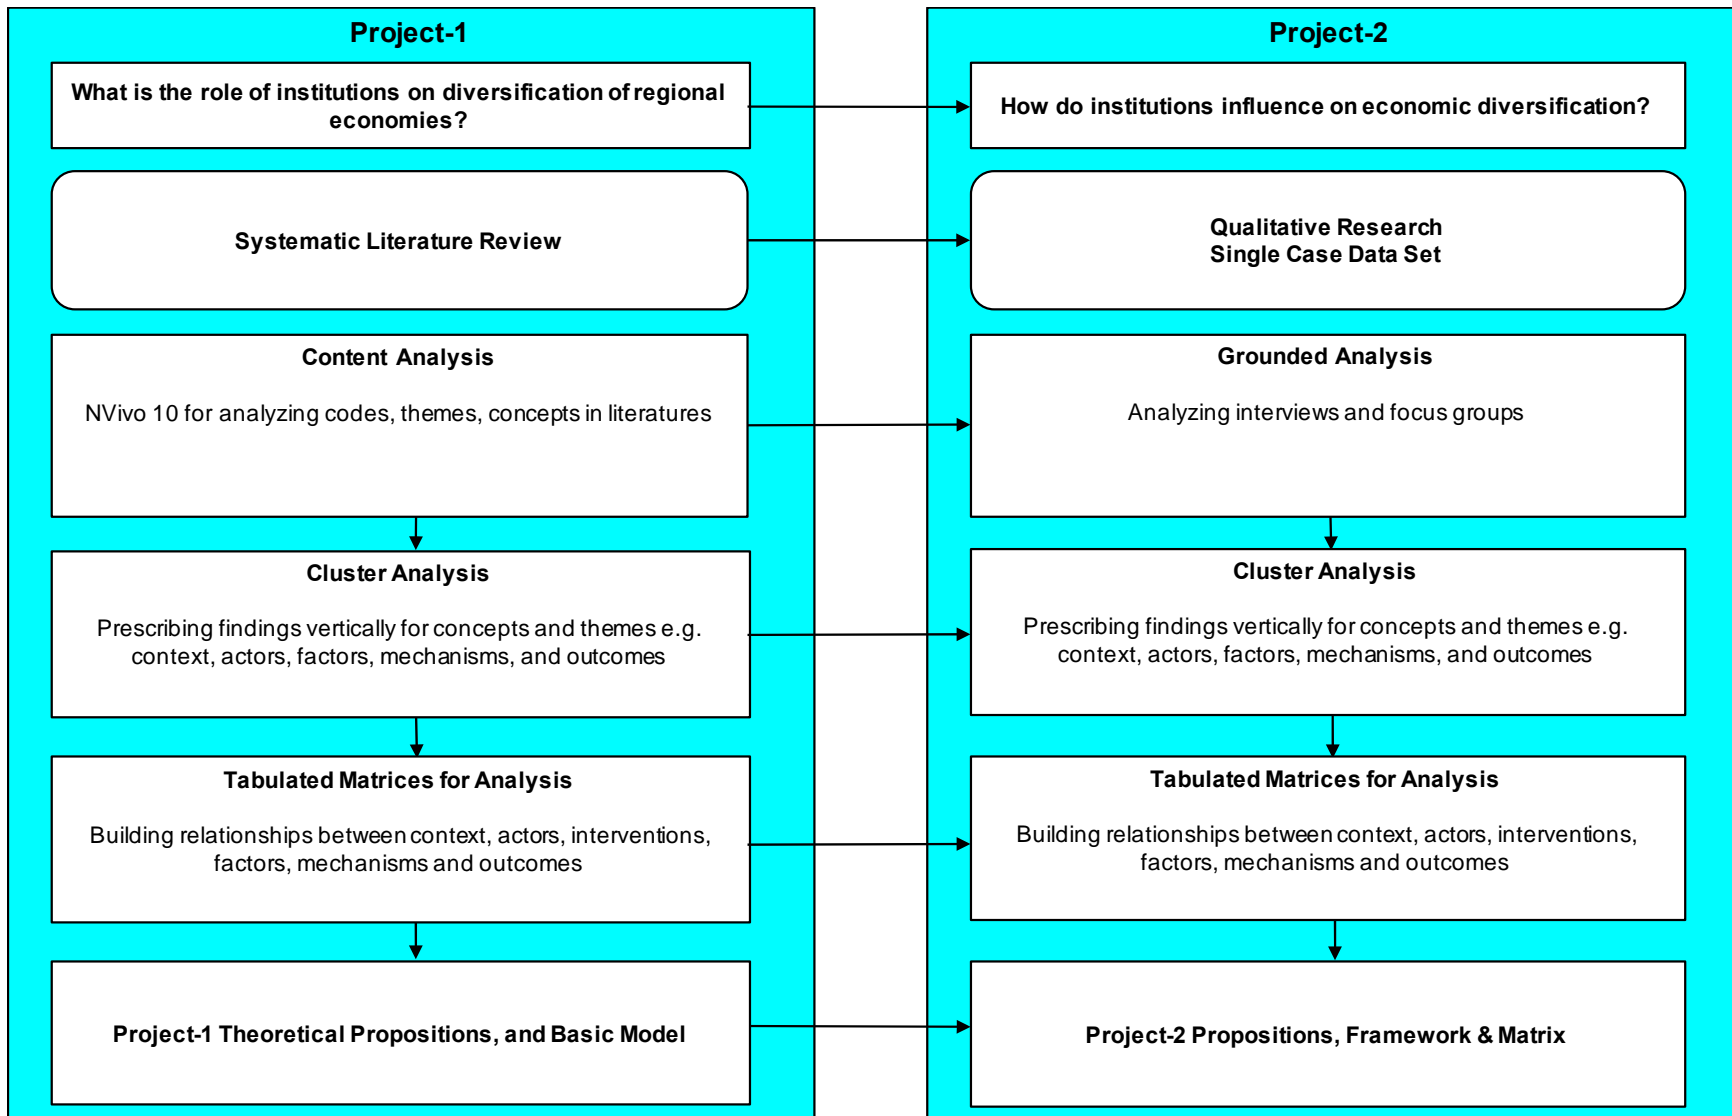 Project-1
What is the role of institutions on diversification of regional
economies?
Systematic Literature Review
Content Analysis
NVivo 10 for analyzing codes, themes, concepts in literatures
Cluster Analysis
Prescribing findings vertically for concepts and themes e.g.
context, actors, factors, mechanisms, and outcomes
Tabulated Matrices for Analysis
Building relationships between context, actors, interventions,
factors, mechanisms and outcomes
Project-1 Theoretical Propositions, and Basic Model
Project-2
How do institutions influence on economic diversification?
Qualitative Research
Single Case Data Set
Grounded Analysis
Analyzing interviews and focus groups
Cluster Analysis
Prescribing findings vertically for concepts and themes e.g.
context, actors, factors, mechanisms, and outcomes
Tabulated Matrices for Analysis
Building relationships between context, actors, interventions,
factors, mechanisms and outcomes
Project-2 Propositions, Framework & Matrix